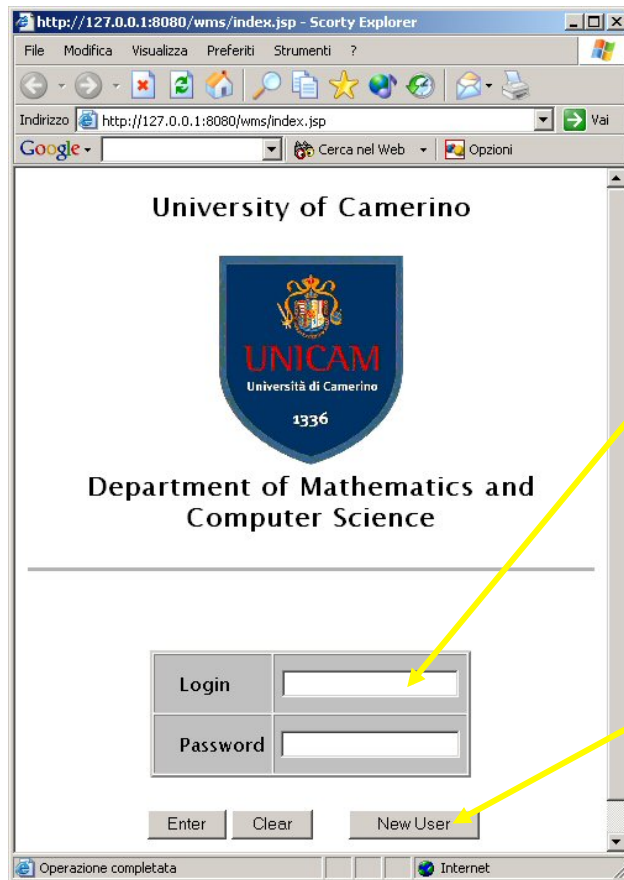 http://127.0.0.1:8080/wms/index.jsp - Scorty Explorer
File Modifica Visualizza Preferiti Strumenti ?
Indirizzo http://127.0.0.1:8080/wms/index.jsp Vai
Google Cerca nel Web Opzioni
University of Camerino
UNICAM
Università di Camerino
1336
Department of Mathematics and
Computer Science
Login
Password
Enter Clear New User
Operazione completata Internet